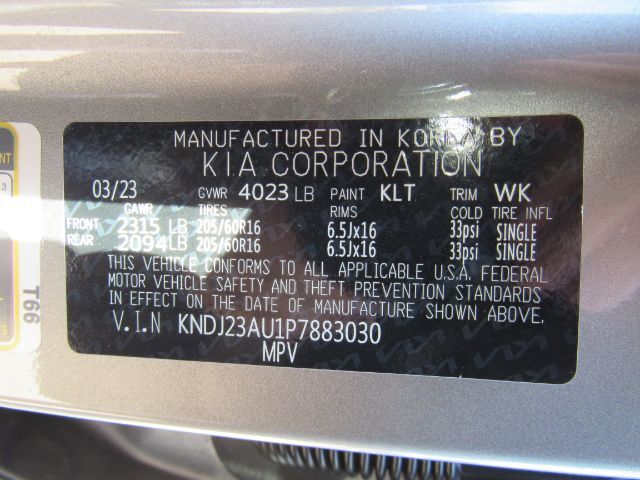 MANUFACTURED IN KOREA BY
KIA CORPORATION
03/23 GVWR 4023 LB PAINT KLT TRIM WK
GAWR TIRES RIMS COLD TIRE INFL
FRONT 2315 LB 205/60R16 6.5Jx16 33psi SINGLE
REAR 2094LB 205/60R16 6.5Jx16 33psi SINGLE
THIS VEHICLE CONFORMS TO ALL APPLICABLE U.S.A. FEDERAL
MOTOR VEHICLE SAFETY AND THEFT PREVENTION STANDARDS
IN EFFECT ON THE DATE OF MANUFACTURE SHOWN ABOVE.
V.I.N KNDJ23AU1P7883030
MPV
T66
3